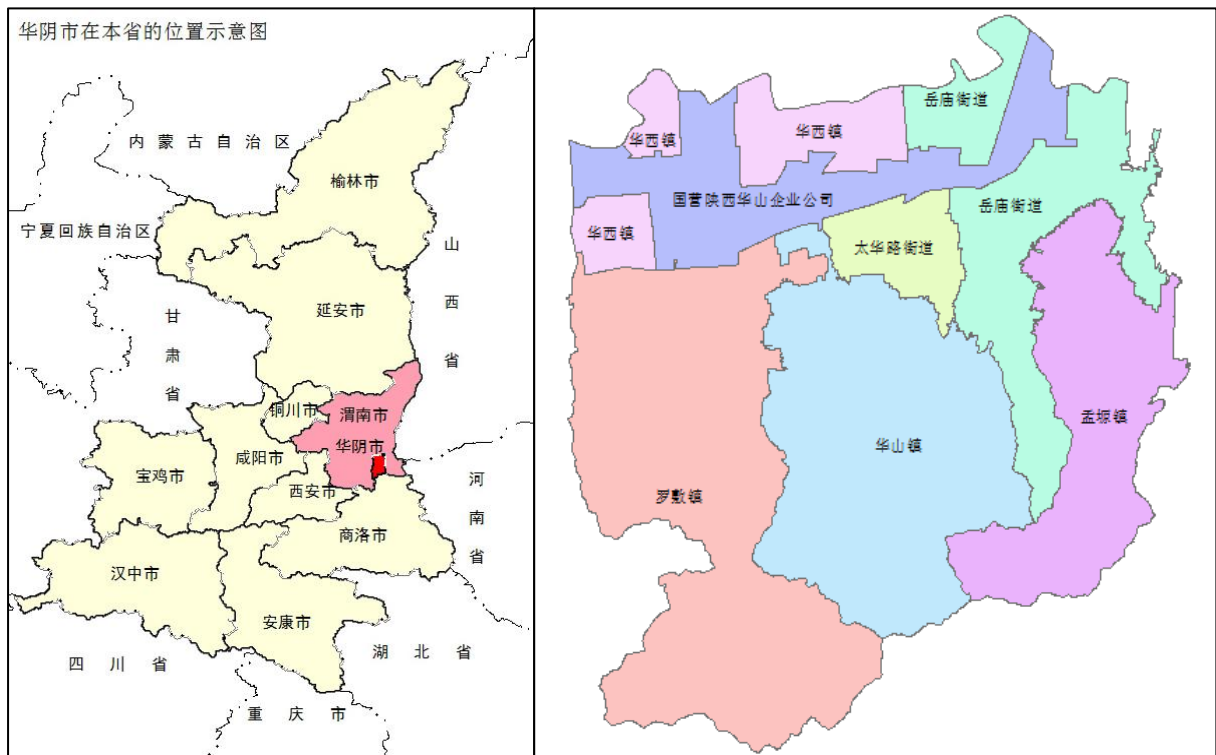 华阴市在本省的位置示意图
内蒙古自治区
榆林市
宁夏回族自治区
山西省
延安市
甘肃省
铜川市
渭南市
华阴市
咸阳市
宝鸡市
西安市
河南省
商洛市
汉中市
安康市
四川省
湖北省
重庆市
岳庙街道
华西镇
华西镇
国营陕西华山企业公司
岳庙街道
华西镇
太华路街道
孟塬镇
华山镇
罗敷镇